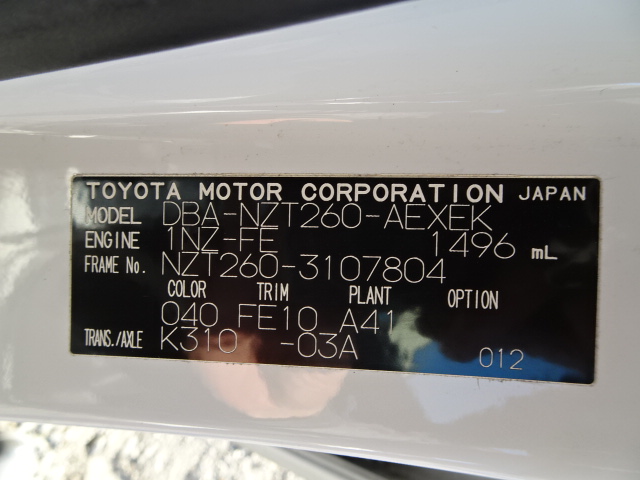 TOYOTA MOTOR CORPORATION JAPAN
MODEL DBA-NZT260-AEXEK
ENGINE 1NZ-FE 1496 mL
FRAME No. NZT260-3107804
COLOR TRIM PLANT OPTION
040 FE10 A41
TRANS./AXLE K310 -03A
012